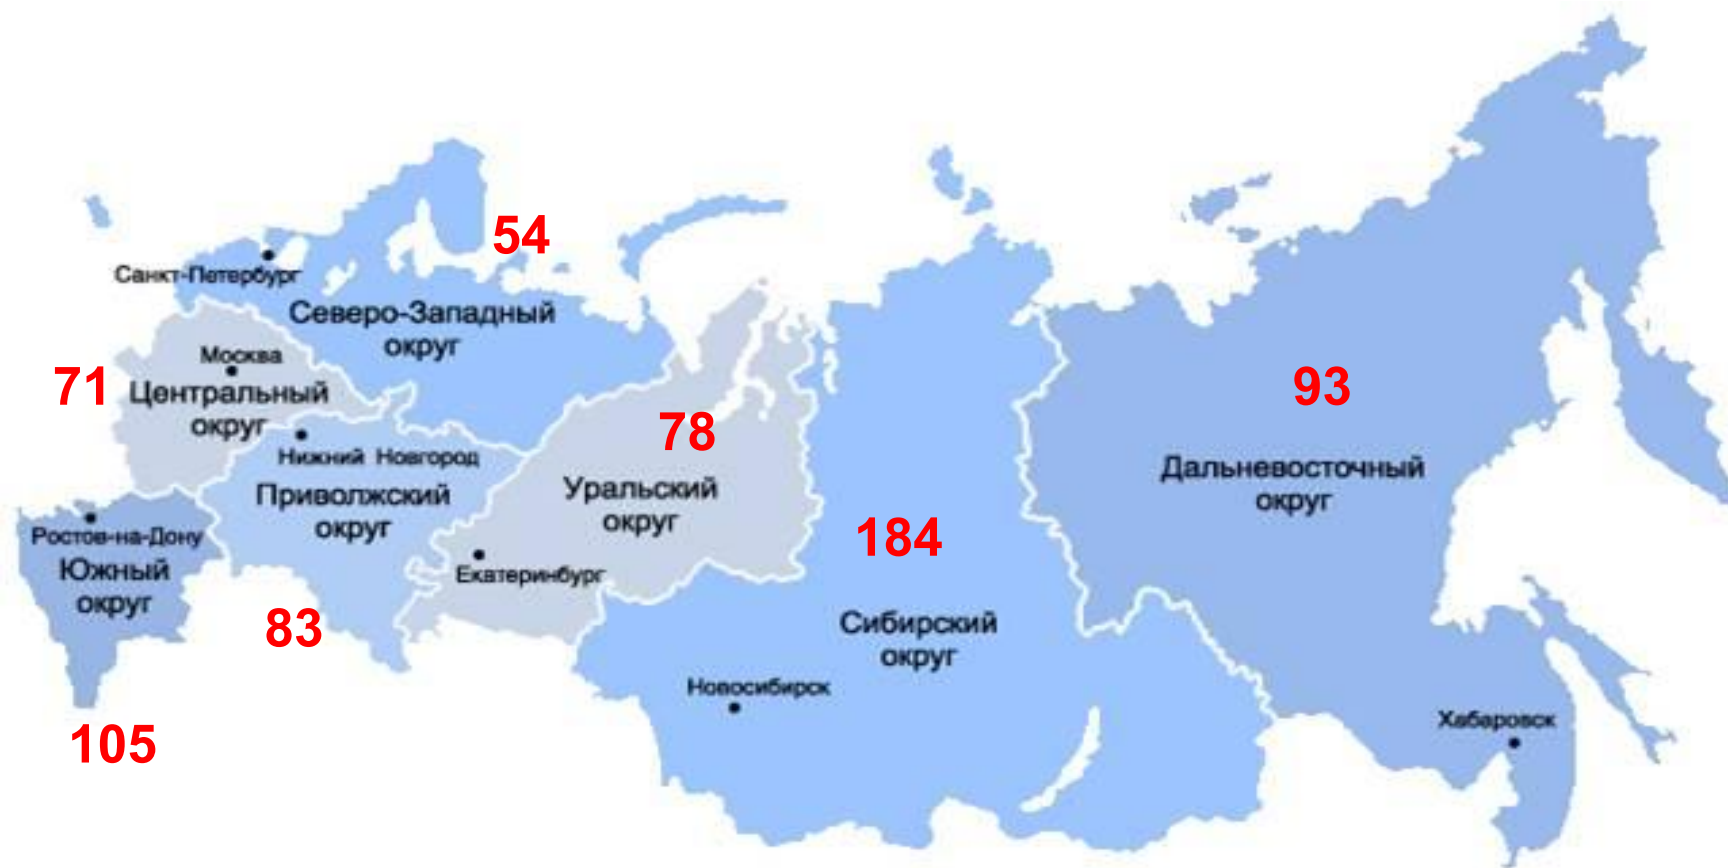 54
Санкт-Петербург
Северо-Западный
округ
Москва
71
Центральный
округ
93
78
Нижний Новгород
Приволжский
округ
Уральский
округ
Дальневосточный
округ
Ростов-на-Дону
Южный
округ
Екатеринбург
184
83
Сибирский
округ
Новосибирск
105
Хабаровск